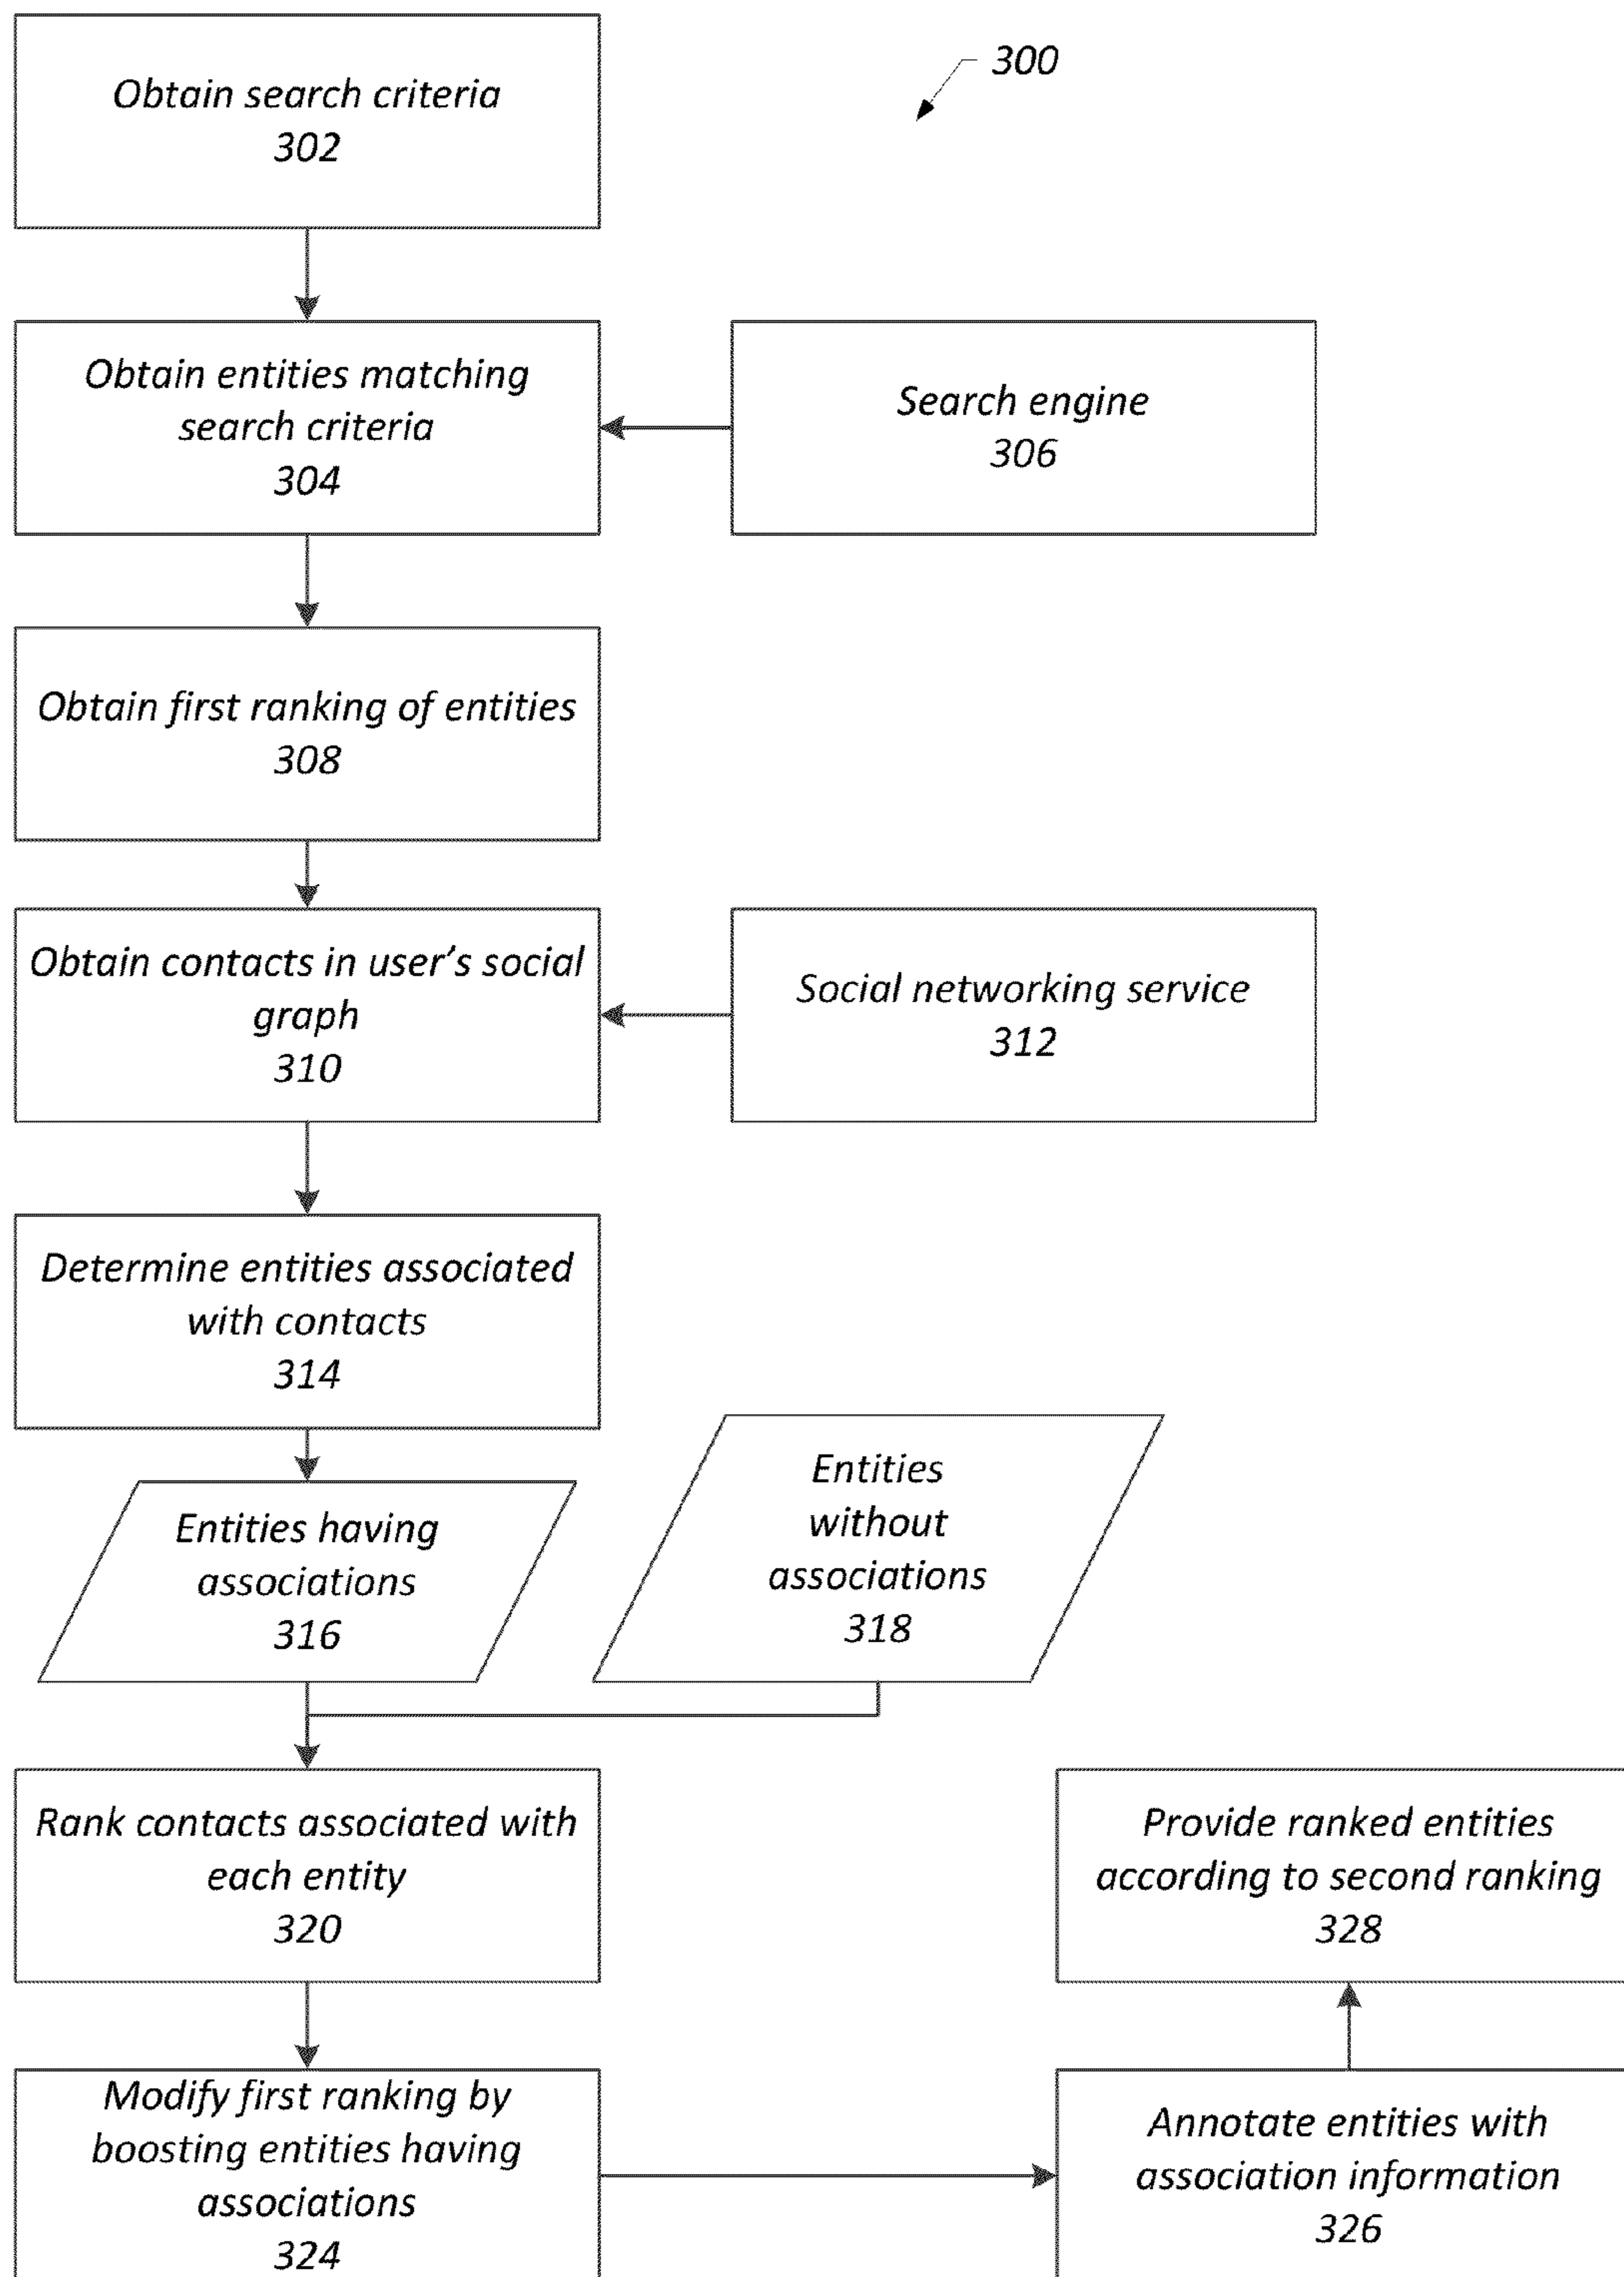 Obtain search criteria
302
300
Obtain entities matching
search criteria
304
Search engine
306
Obtain first ranking of entities
308
Obtain contacts in user's social
graph
310
Social networking service
312
Determine entities associated
with contacts
314
Entities having
associations
316
Entities
without
associations
318
Rank contacts associated with
each entity
320
Provide ranked entities
according to second ranking
328
Modify first ranking by
boosting entities having
associations
324
Annotate entities with
association information
326